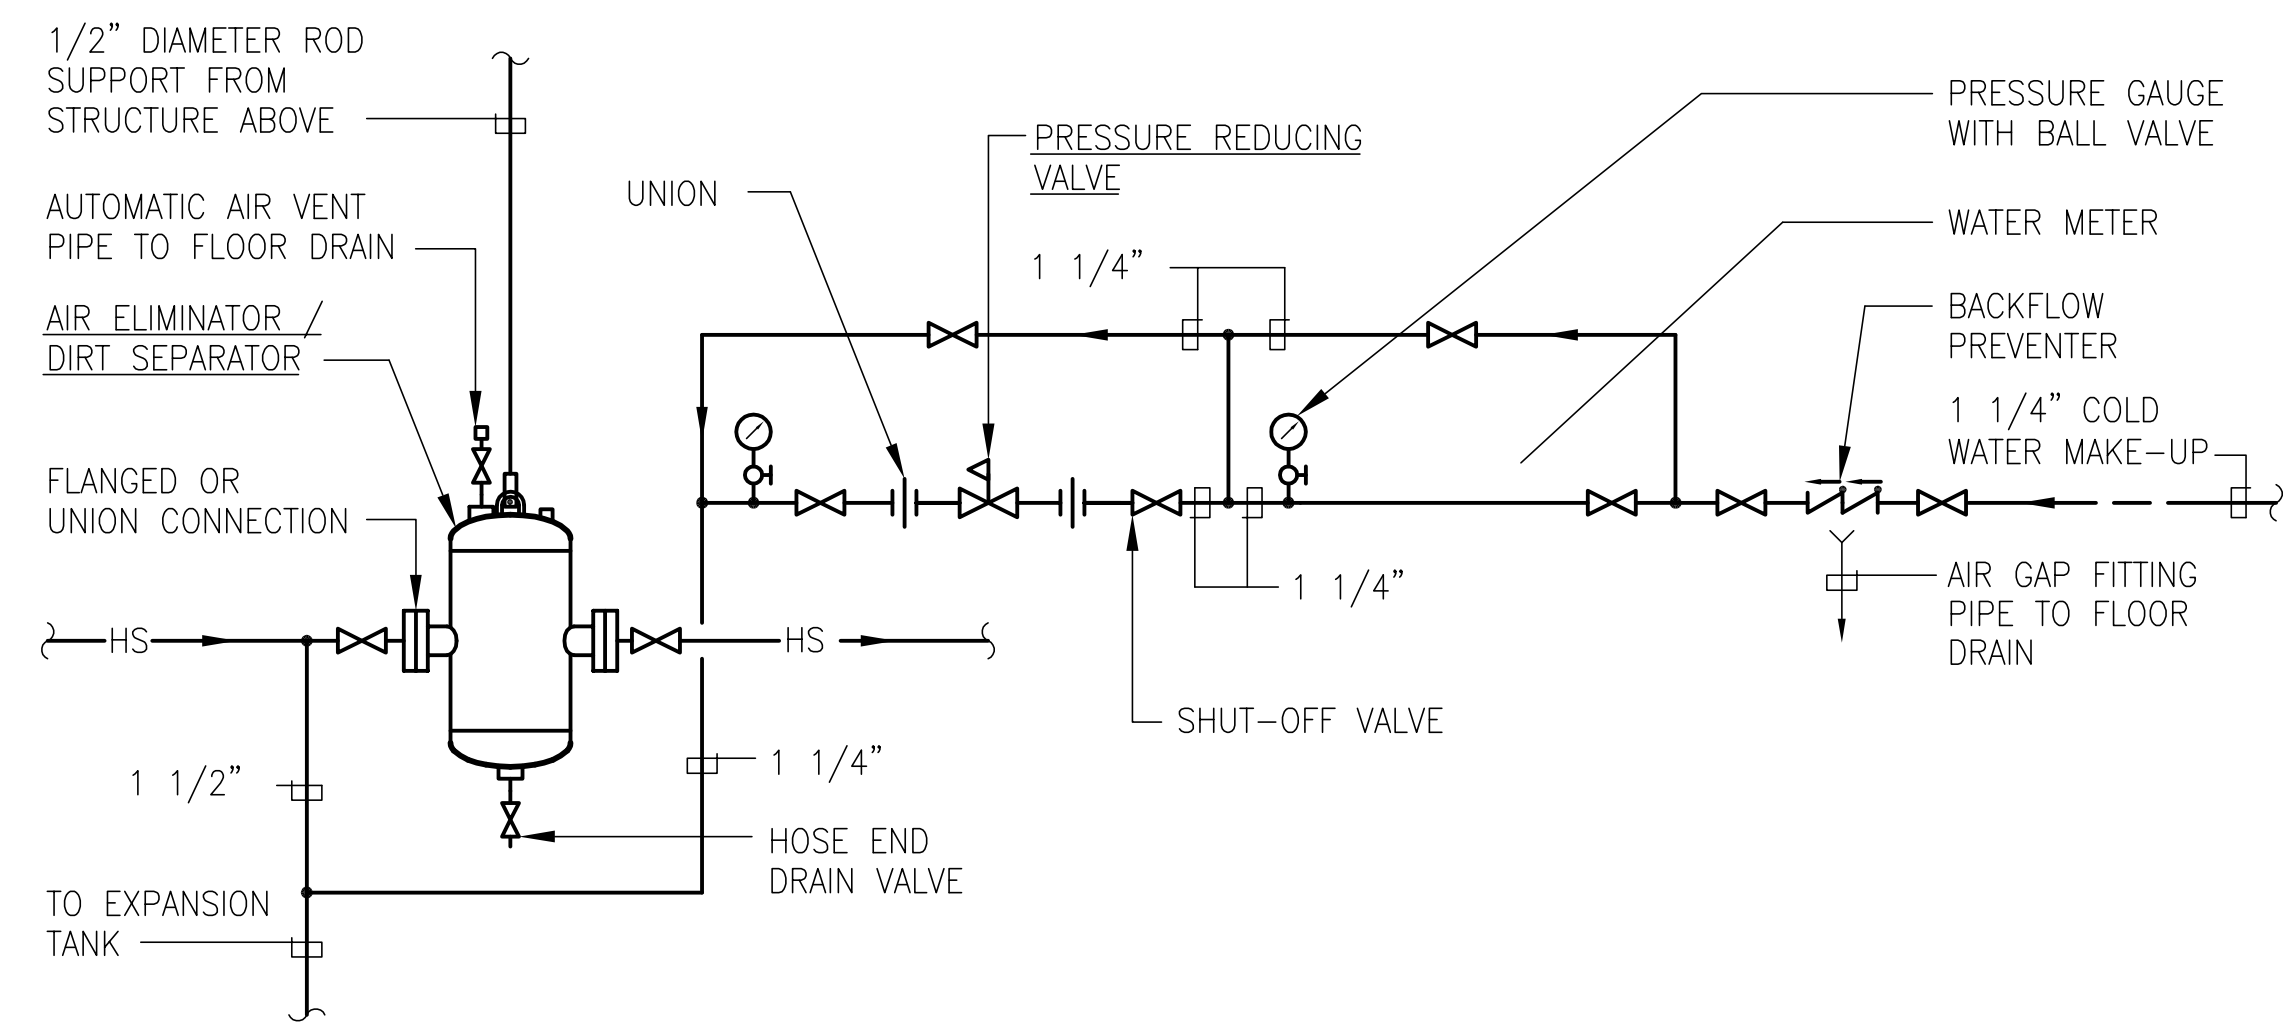 1/2” DIAMETER ROD
SUPPORT FROM
STRUCTURE ABOVE
AUTOMATIC AIR VENT
PIPE TO FLOOR DRAIN
AIR ELIMINATOR /
DIRT SEPARATOR
FLANGED OR
UNION CONNECTION
HS
HS
1 1/2”
TO EXPANSION
TANK
1 1/4”
HOSE END
DRAIN VALVE
UNION
PRESSURE REDUCING
VALVE
1 1/4”
1 1/4”
SHUT-OFF VALVE
PRESSURE GAUGE
WITH BALL VALVE
WATER METER
BACKFLOW
PREVENTER
1 1/4” COLD
WATER MAKE-UP
AIR GAP FITTING
PIPE TO FLOOR
DRAIN